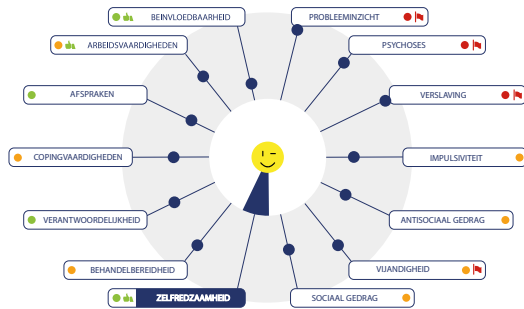 BEINVLOEDBAARHEID
PROBLEEMINZICHT
ARBEIDSVAARDIGHEDEN
PSYCHOSES
AFSPRAKEN
VERSLAVING
COPINGVAARDIGHEDEN
IMPULSIVITEIT
VERANTWOORDELIJKHEID
ANTISOCIAAL GEDRAG
BEHANDELBEREIDHEID
VIJANDIGHEID
ZELFREDZAAMHEID
SOCIAAL GEDRAG